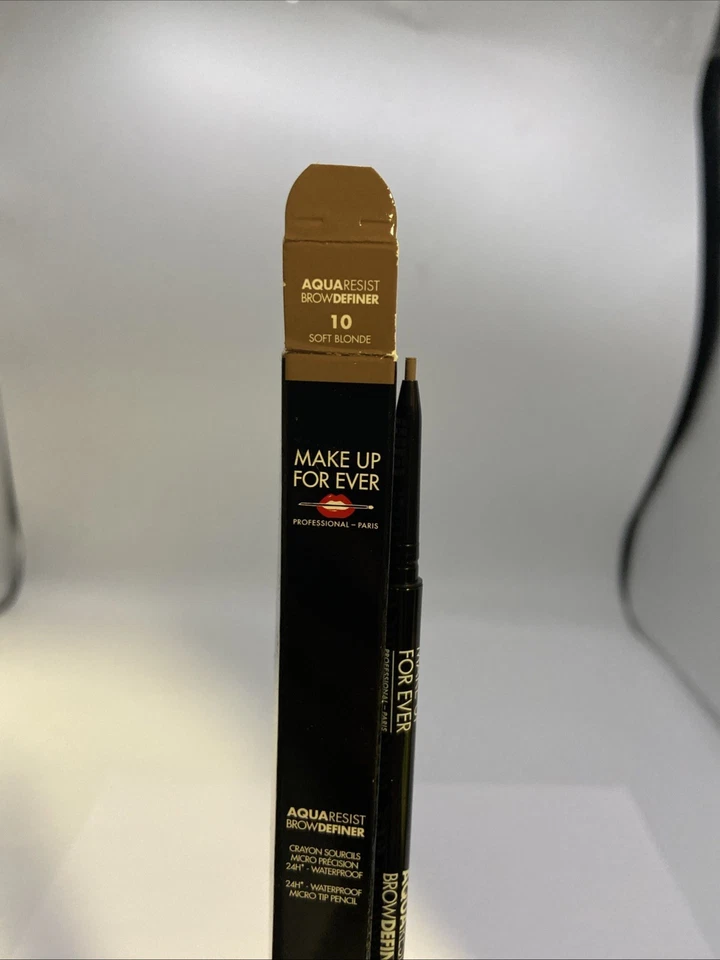 AQUARESIST
BROWDEFINER
10
SOFT BLONDE
MAKE UP
FOR EVER
PROFESSIONAL – PARIS
AQUARESIST
BROWDEFINER
CRAYON SOURCILS
MICRO PRÉCISION
24H* - WATERPROOF
24H* - WATERPROOF
MICRO TIP PENCIL
FOR EVER
PROFESSIONAL – PARIS